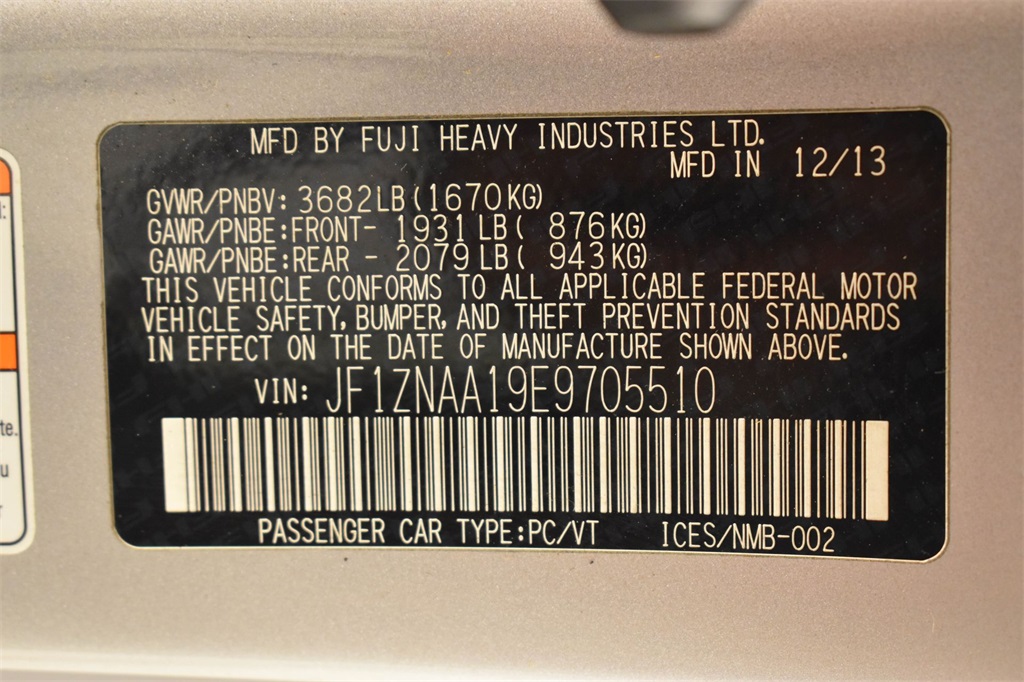 MFD BY FUJI HEAVY INDUSTRIES LTD.
MFD IN 12/13
GVWR/PNBV: 3682LB(1670KG)
GAWR/PNBE:FRONT- 1931LB( 876KG)
GAWR/PNBE:REAR - 2079LB( 943KG)
THIS VEHICLE CONFORMS TO ALL APPLICABLE FEDERAL MOTOR
VEHICLE SAFETY, BUMPER, AND THEFT PREVENTION STANDARDS
IN EFFECT ON THE DATE OF MANUFACTURE SHOWN ABOVE.
VIN: JF1ZNAA19E9705510
PASSENGER CAR TYPE:PC/VT ICES/NMB-002
te.
u